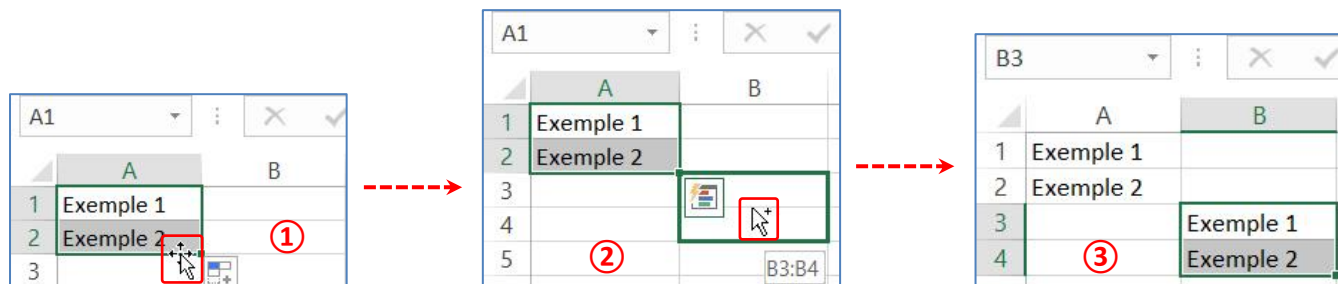 A1
A B
1 Exemple 1
2 Exemple 2
3
①
A1
A B
1 Exemple 1
2 Exemple 2
3
4
5
B3:B4
②
B3
A B
1 Exemple 1
2 Exemple 2
3 Exemple 1
4 Exemple 2
③